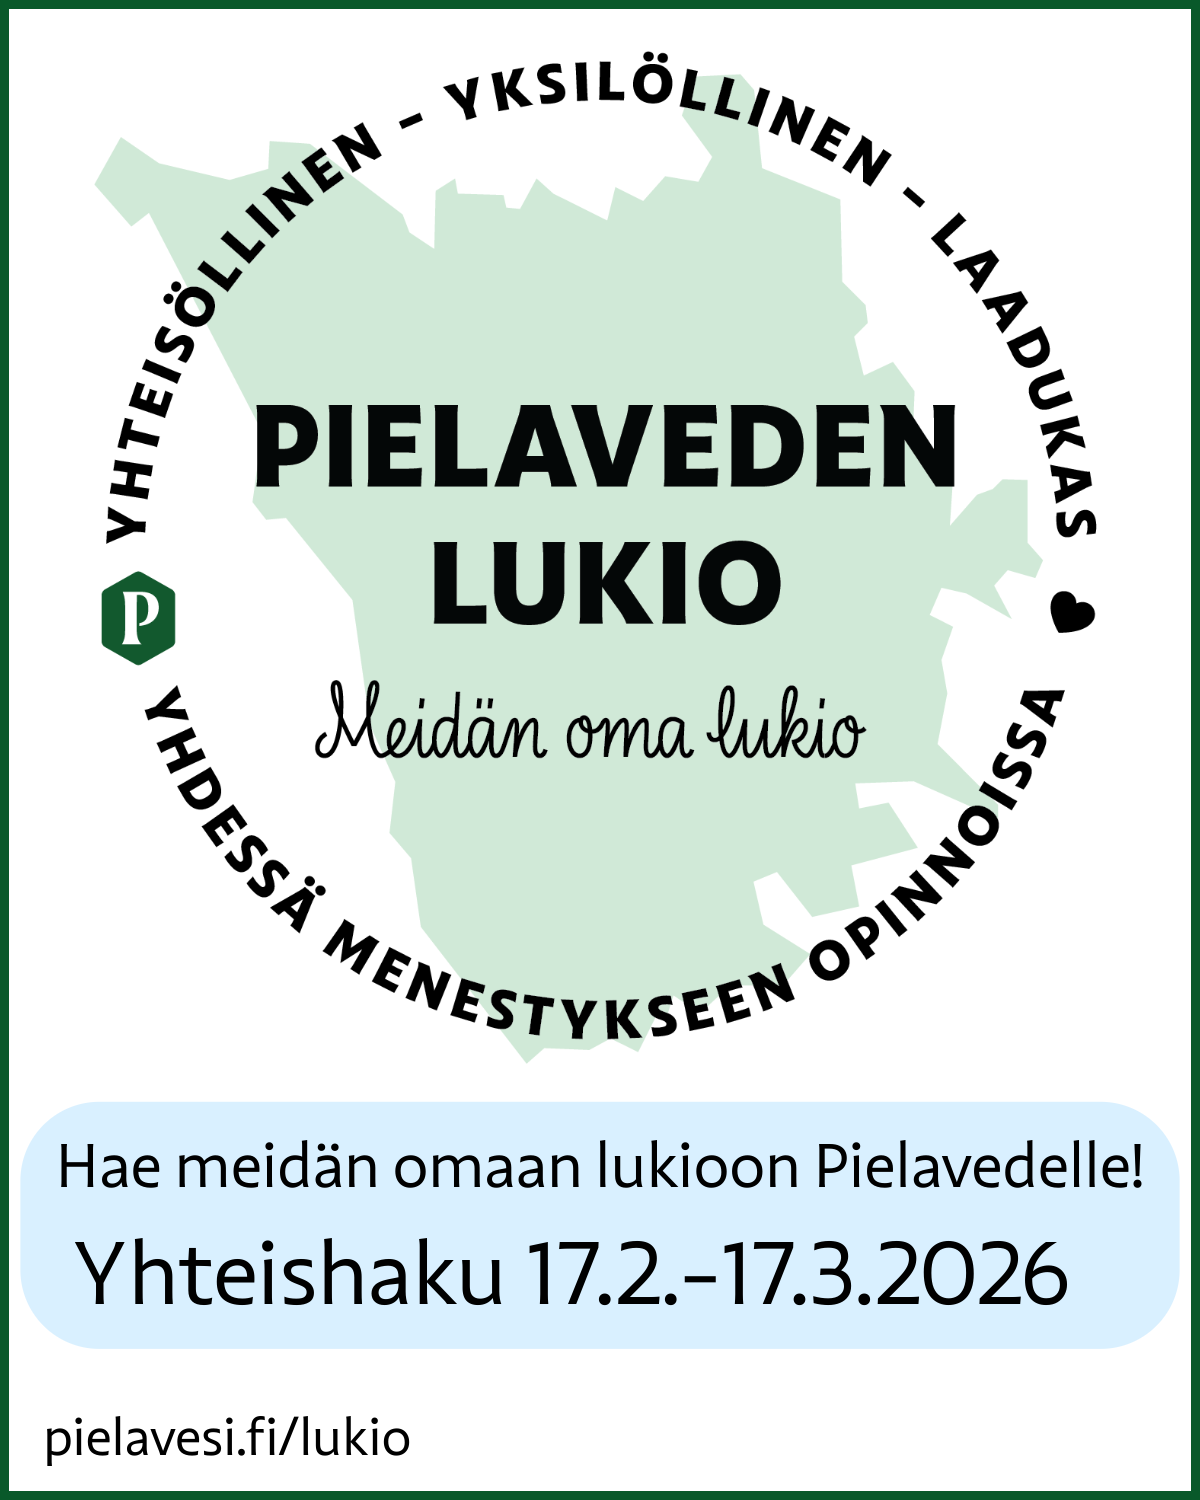 YHTEISÖLLINEN – YKSILÖLLINEN – LAADUKAS
PIELAVEDEN
LUKIO
Meidän oma lukio
P
YHDESSÄ MENESTYKSEEN OPINNOISSA
Hae meidän omaan lukioon Pielavedelle!
Yhteishaku 17.2.–17.3.2026
pielavesi.fi/lukio